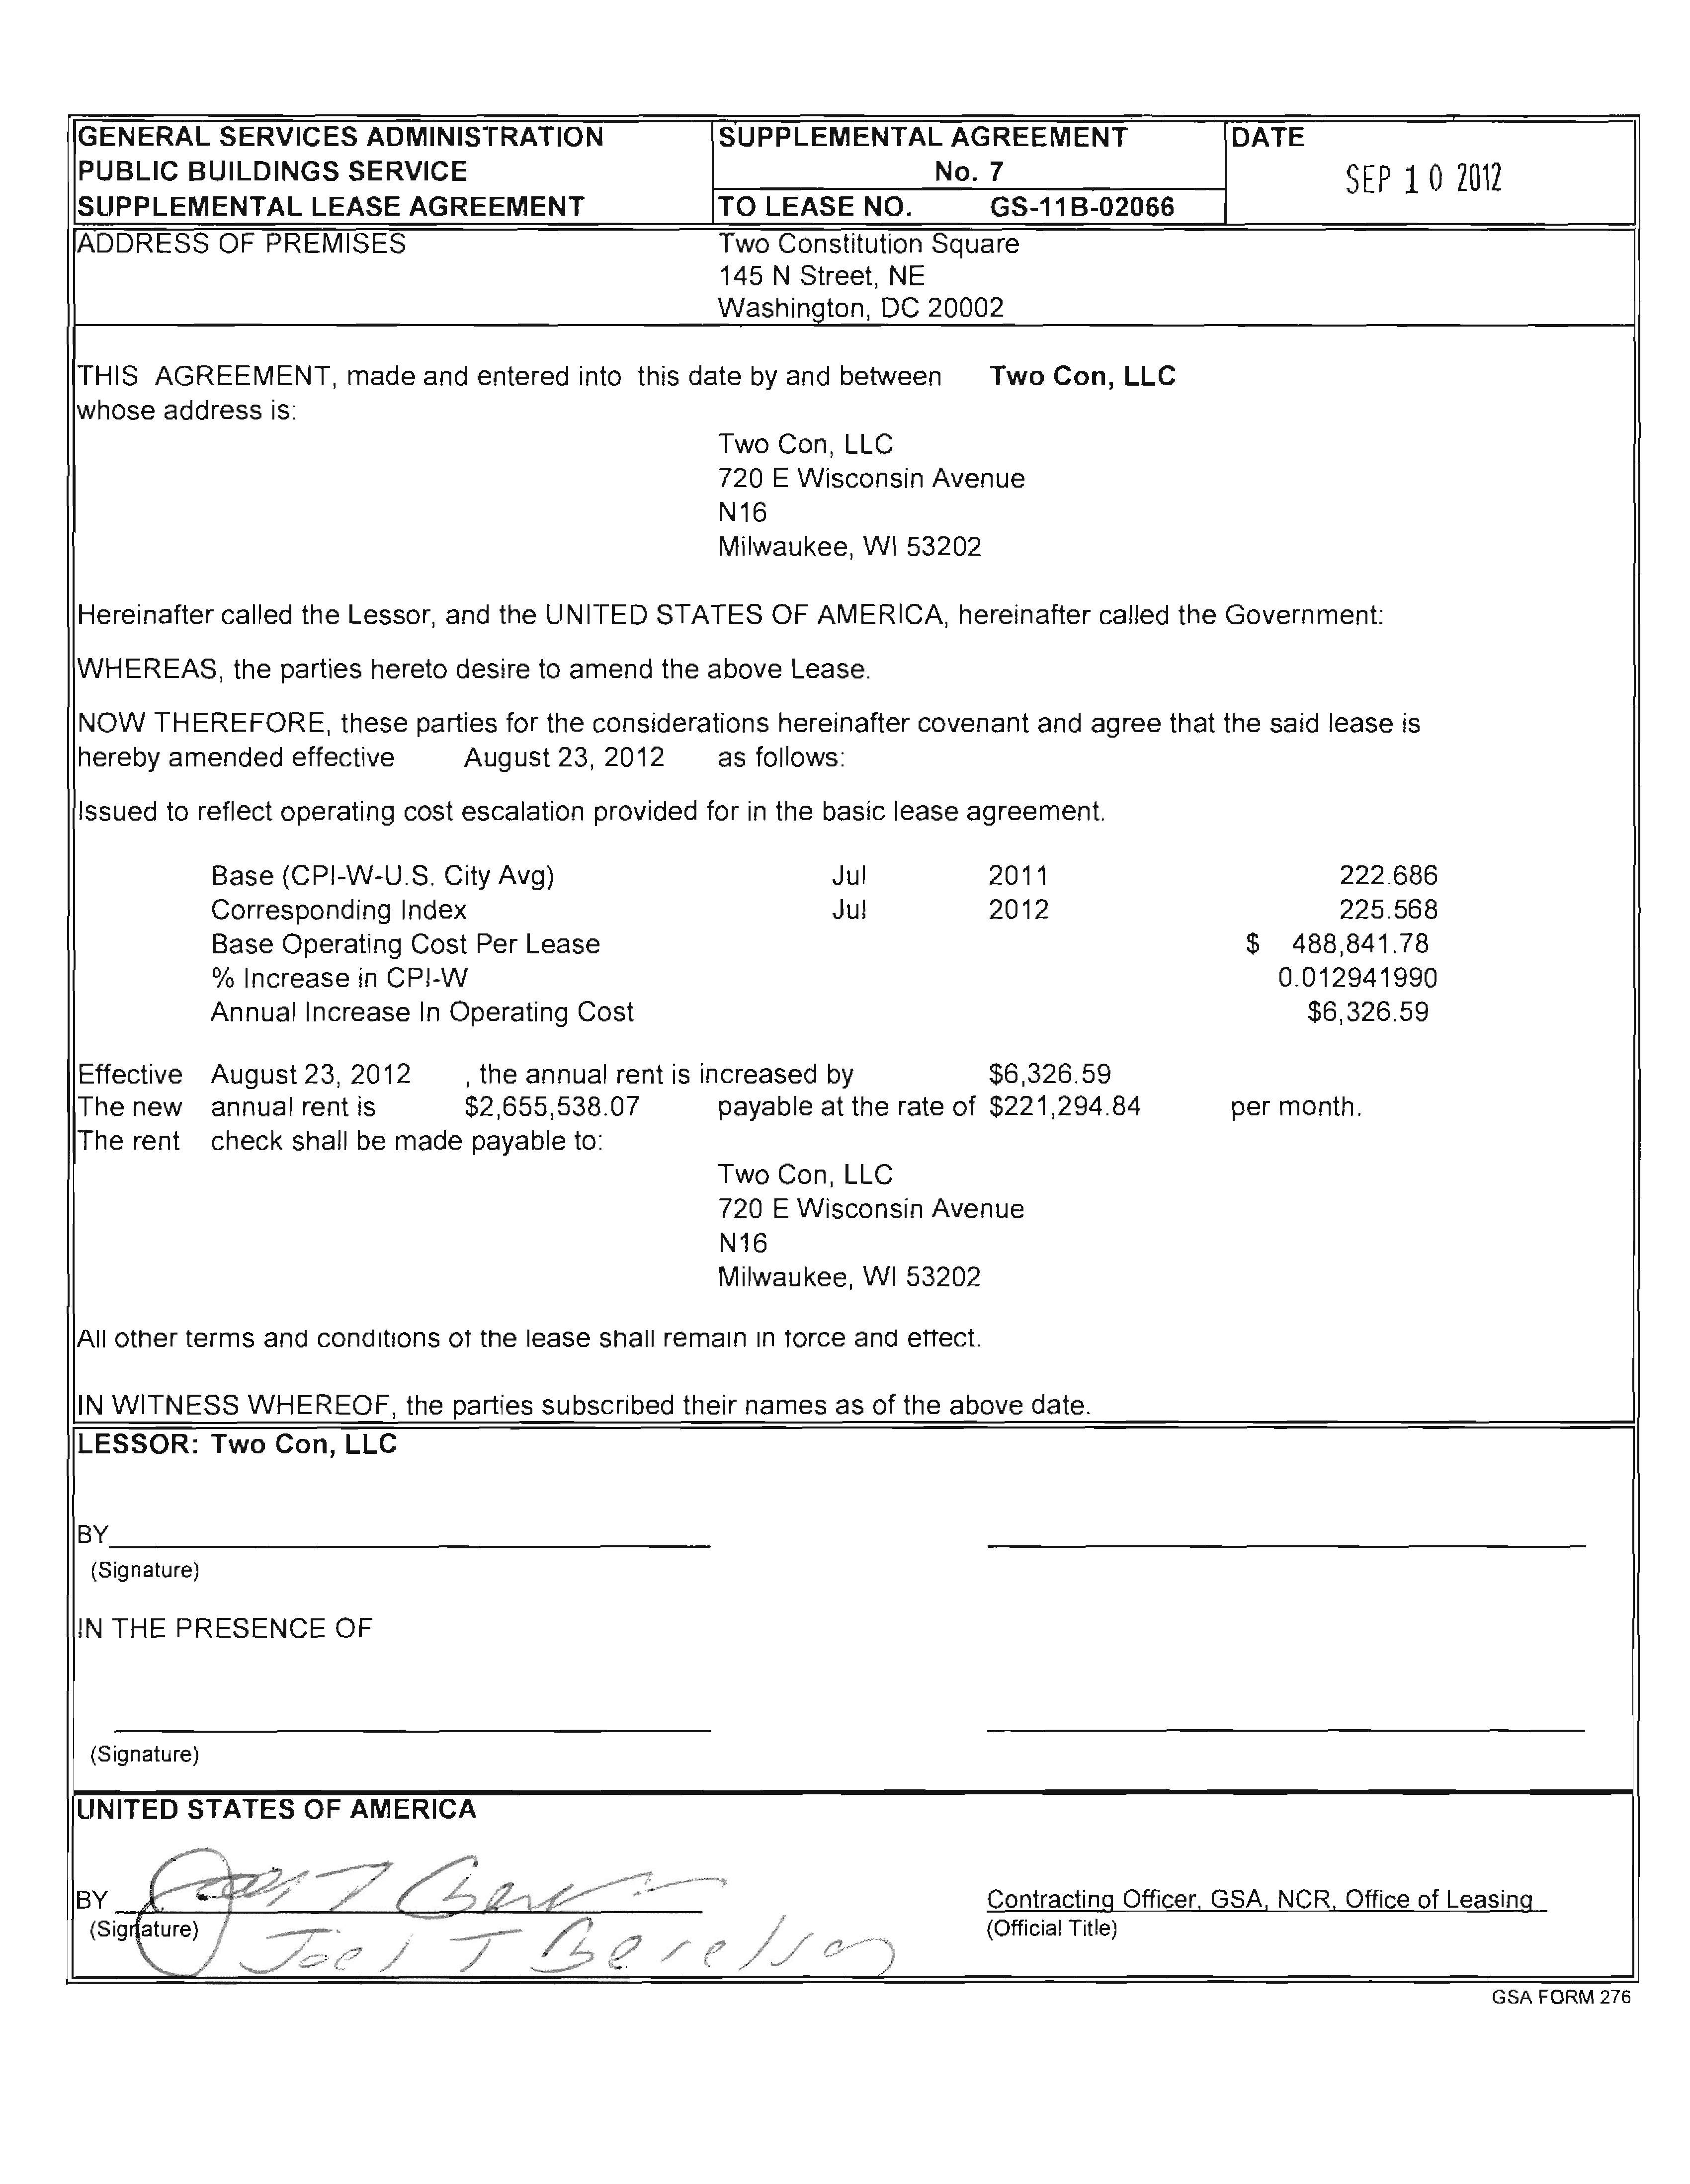 GENERAL SERVICES ADMINISTRATION
PUBLIC BUILDINGS SERVICE
SUPPLEMENTAL LEASE AGREEMENT
SUPPLEMENTAL AGREEMENT
No. 7
TO LEASE NO. GS-11B-02066
DATE
SEP 10 2012
ADDRESS OF PREMISES
Two Constitution Square
145 N Street, NE
Washington, DC 20002
THIS AGREEMENT, made and entered into this date by and between Two Con, LLC
whose address is:
Two Con, LLC
720 E Wisconsin Avenue
N16
Milwaukee, WI 53202
Hereinafter called the Lessor, and the UNITED STATES OF AMERICA, hereinafter called the Government:
WHEREAS, the parties hereto desire to amend the above Lease.
NOW THEREFORE, these parties for the considerations hereinafter covenant and agree that the said lease is
hereby amended effective August 23, 2012 as follows:
Issued to reflect operating cost escalation provided for in the basic lease agreement.
Base (CPI-W-U.S. City Avg) Jul 2011 222.686
Corresponding Index Jul 2012 225.568
Base Operating Cost Per Lease $ 488,841.78
% Increase in CPI-W 0.012941990
Annual Increase In Operating Cost $6,326.59
Effective August 23, 2012 , the annual rent is increased by $6,326.59
The new annual rent is $2,655,538.07 payable at the rate of $221,294.84 per month.
The rent check shall be made payable to:
Two Con, LLC
720 E Wisconsin Avenue
N16
Milwaukee, WI 53202
All other terms and conditions of the lease shall remain in force and effect.
IN WITNESS WHEREOF, the parties subscribed their names as of the above date.
LESSOR: Two Con, LLC
BY
(Signature)
IN THE PRESENCE OF
(Signature)
UNITED STATES OF AMERICA
BY
Contracting Officer, GSA, NCR, Office of Leasing
(Signature)
(Official Title)
Joel T Berelson
GSA FORM 276